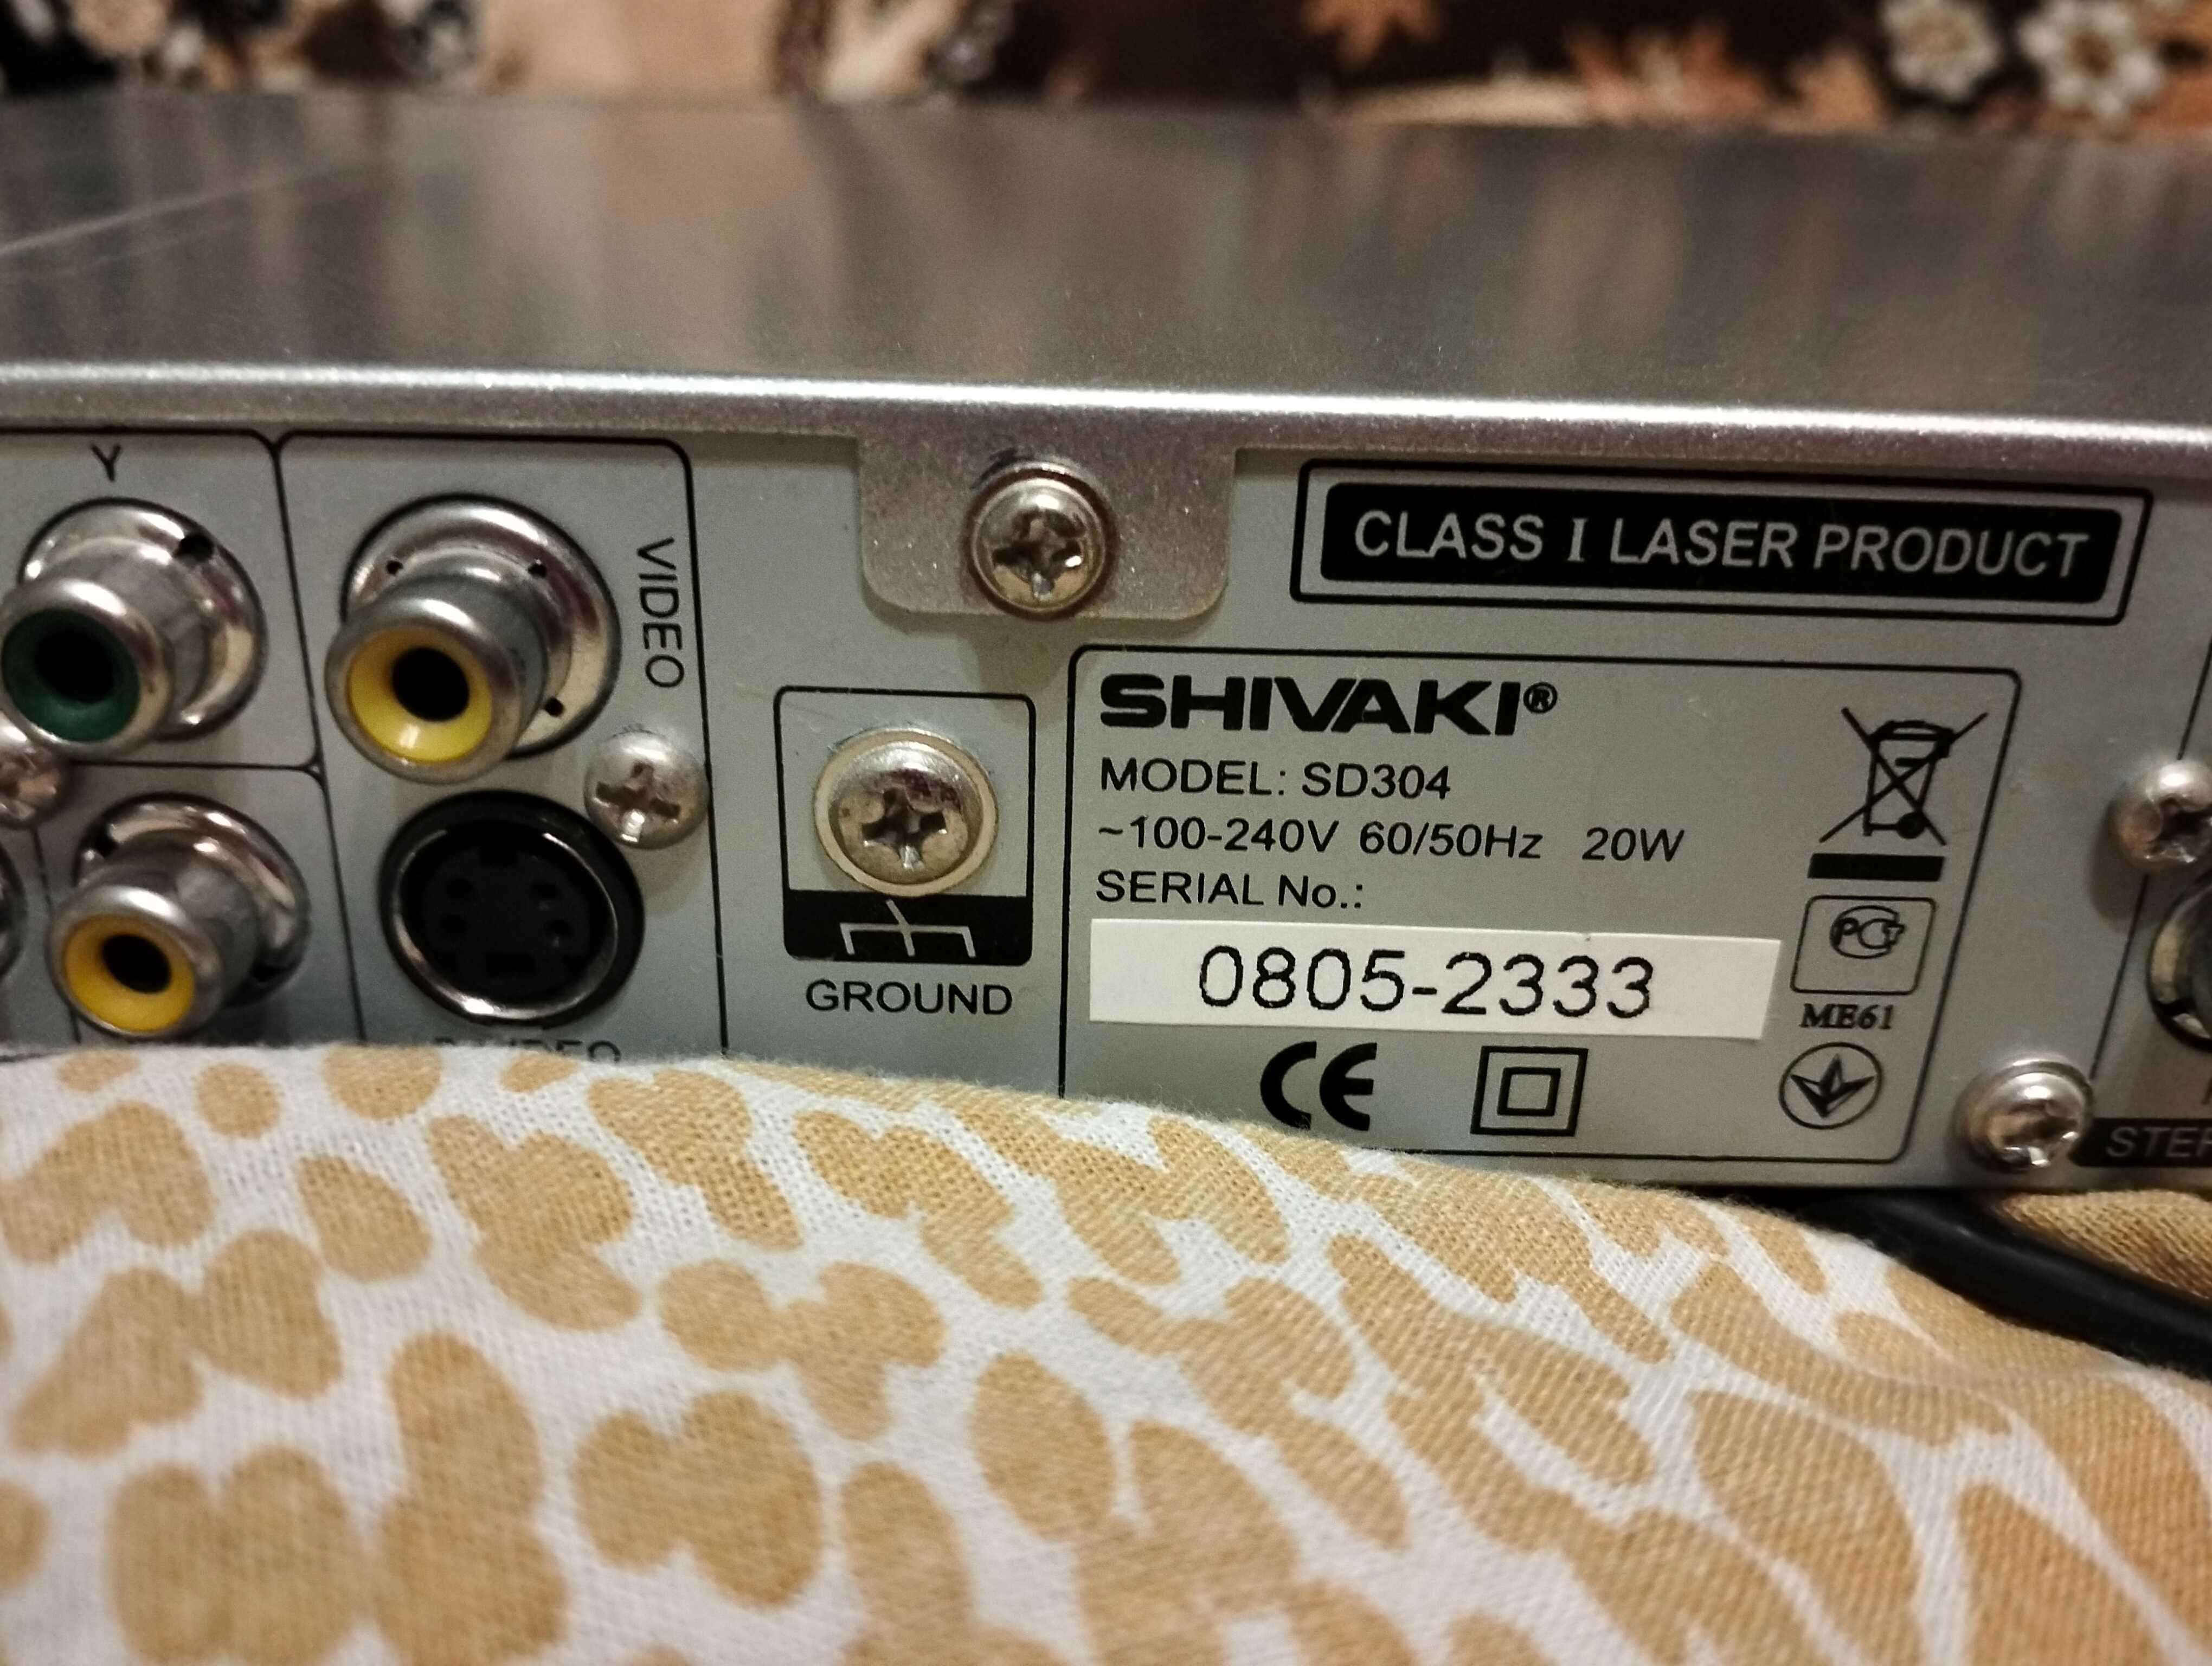 Y
VIDEO
GROUND
CLASS I LASER PRODUCT
SHIVAKI®
MODEL: SD304
~100-240V 60/50Hz 20W
SERIAL No.:
0805-2333
CE
РСТ
ME61